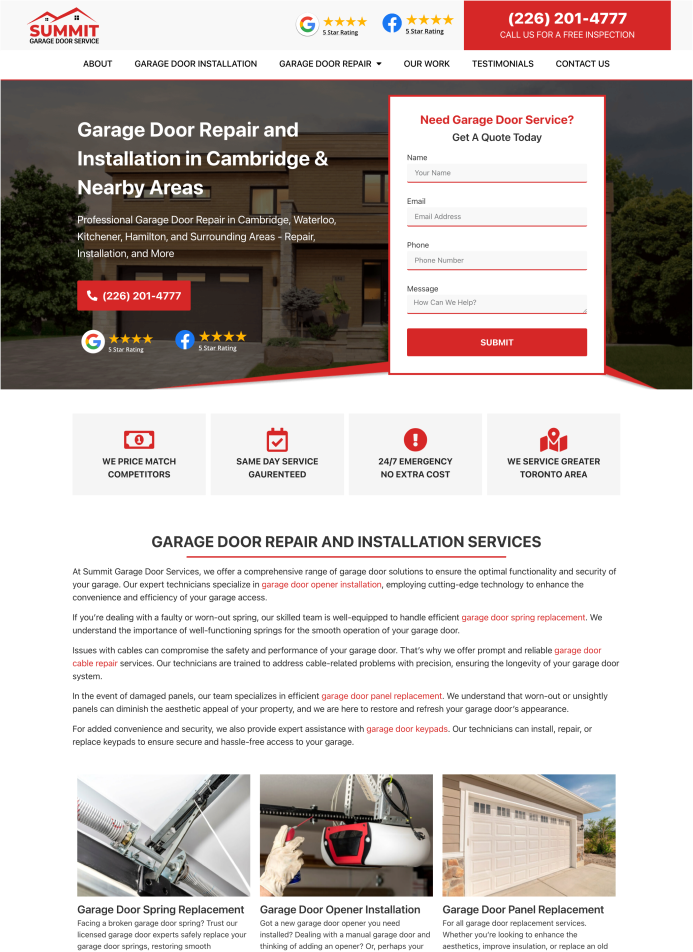 SUMMIT
GARAGE DOOR SERVICE
5 Star Rating
5 Star Rating
(226) 201-4777
CALL US FOR A FREE INSPECTION
ABOUT
GARAGE DOOR INSTALLATION
GARAGE DOOR REPAIR
OUR WORK
TESTIMONIALS
CONTACT US
Garage Door Repair and
Installation in Cambridge &
Nearby Areas
Professional Garage Door Repair in Cambridge, Waterloo,
Kitchener, Hamilton, and Surrounding Areas – Repair,
Installation, and More
(226) 201-4777
5 Star Rating
5 Star Rating
Need Garage Door Service?
Get A Quote Today
Name
Your Name
Email
Email Address
Phone
Phone Number
Message
How Can We Help?
SUBMIT
WE PRICE MATCH
COMPETITORS
SAME DAY SERVICE
GAURENTEED
24/7 EMERGENCY
NO EXTRA COST
WE SERVICE GREATER
TORONTO AREA
GARAGE DOOR REPAIR AND INSTALLATION SERVICES
At Summit Garage Door Services, we offer a comprehensive range of garage door solutions to ensure the optimal functionality and security of
your garage. Our expert technicians specialize in garage door opener installation, employing cutting-edge technology to enhance the
convenience and efficiency of your garage access.
If you're dealing with a faulty or worn-out spring, our skilled team is well-equipped to handle efficient garage door spring replacement. We
understand the importance of well-functioning springs for the smooth operation of your garage door.
Issues with cables can compromise the safety and performance of your garage door. That's why we offer prompt and reliable garage door
cable repair services. Our technicians are trained to address cable-related problems with precision, ensuring the longevity of your garage door
system.
In the event of damaged panels, our team specializes in efficient garage door panel replacement. We understand that worn-out or unsightly
panels can diminish the aesthetic appeal of your property, and we are here to restore and refresh your garage door's appearance.
For added convenience and security, we also provide expert assistance with garage door keypads. Our technicians can install, repair, or
replace keypads to ensure secure and hassle-free access to your garage.
Garage Door Spring Replacement
Facing a broken garage door spring? Trust our
licensed garage door experts safely replace your
garage door springs, restoring smooth
Garage Door Opener Installation
Got a new garage door opener you need
installed? Dealing with a manual garage door and
thinking of adding an opener? Or, perhaps your
Garage Door Panel Replacement
For all garage door replacement services.
Whether you're looking to enhance the
aesthetics, improve insulation, or replace an old